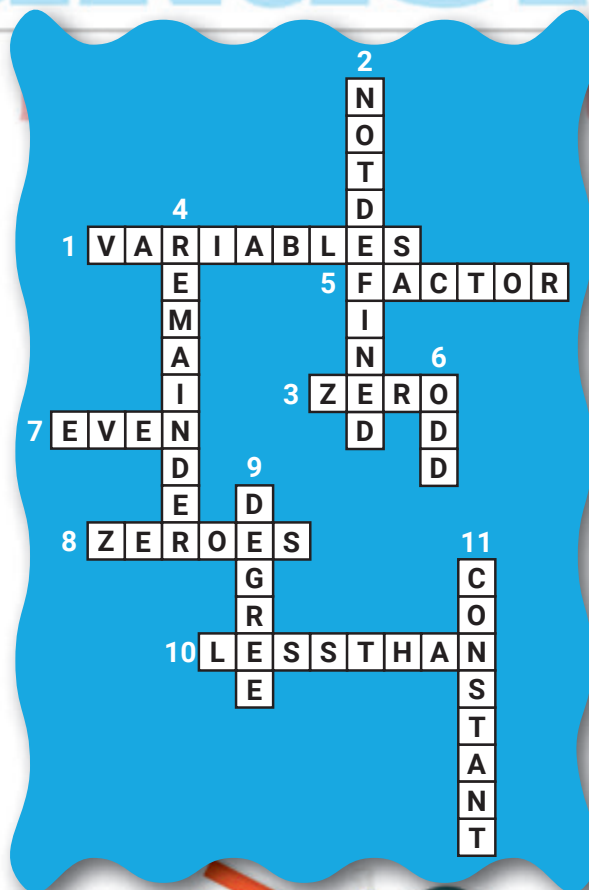 2
N
O
T
D
4
1 VARIABLES
E 5 FACTOR
M I
A N 6
I 3 ZERO
7 EVEN D D
D 9 D
E D
8 ZEROES 11
G C
R O
10 LESSTHAN
E S
T
A
N
T